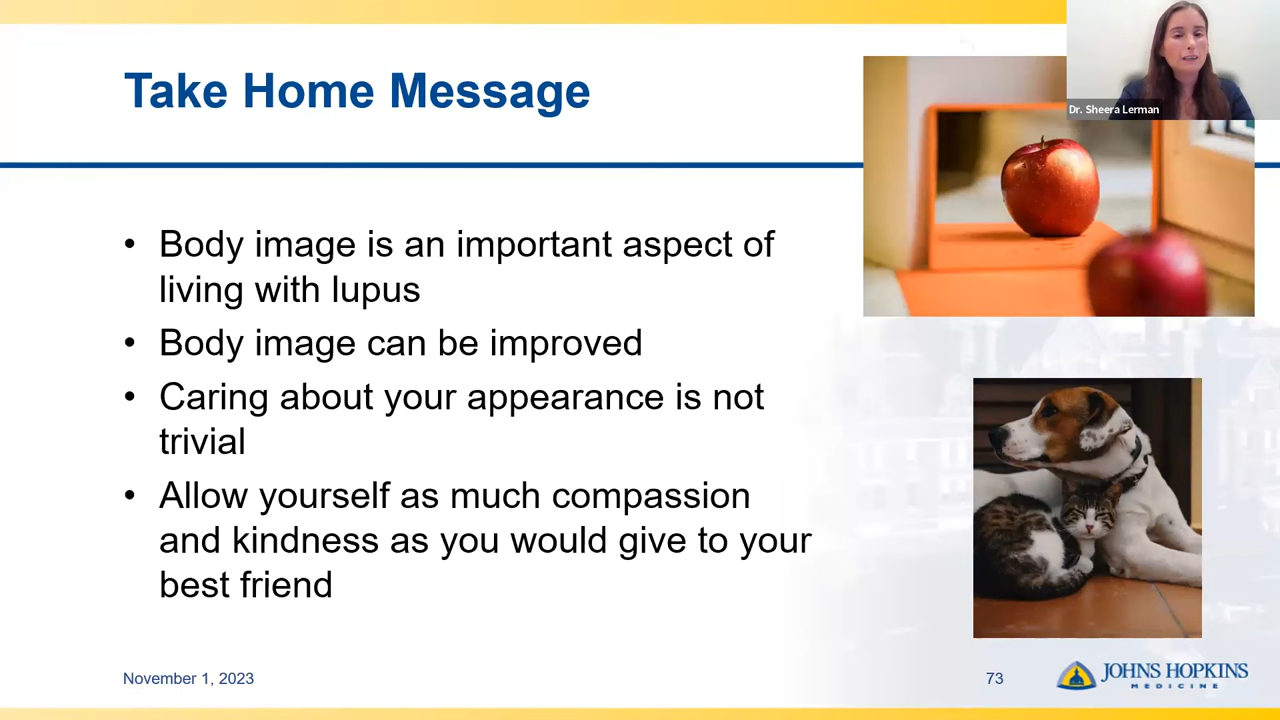 Take Home Message
Dr. Sheera Lerman
• Body image is an important aspect of
living with lupus
• Body image can be improved
• Caring about your appearance is not
trivial
• Allow yourself as much compassion
and kindness as you would give to your
best friend
November 1, 2023
73
JOHNS HOPKINS
MEDICINE